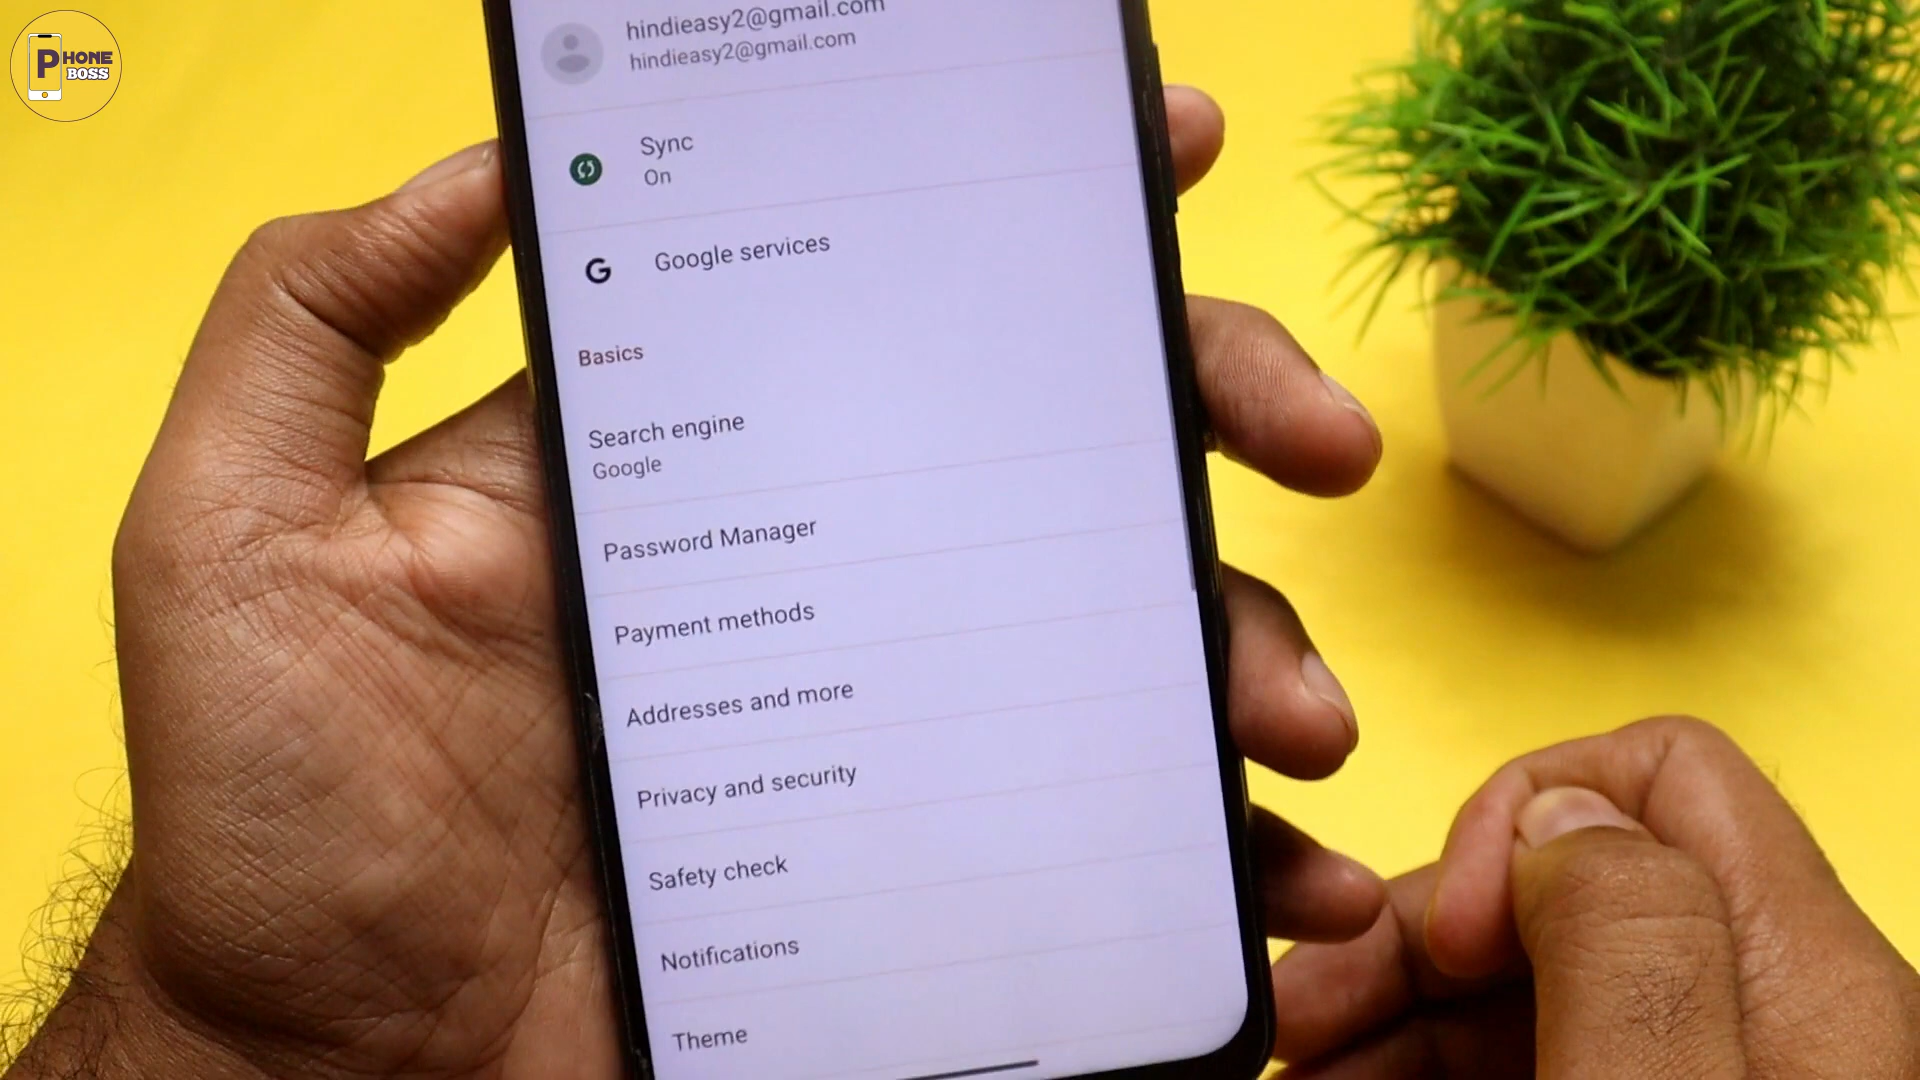 PHONE
BOSS
hindieasy2@gmail.com
hindieasy2@gmail.com
Sync
On
G
Google services
Basics
Search engine
Google
Password Manager
Payment methods
Addresses and more
Privacy and security
Safety check
Notifications
Theme